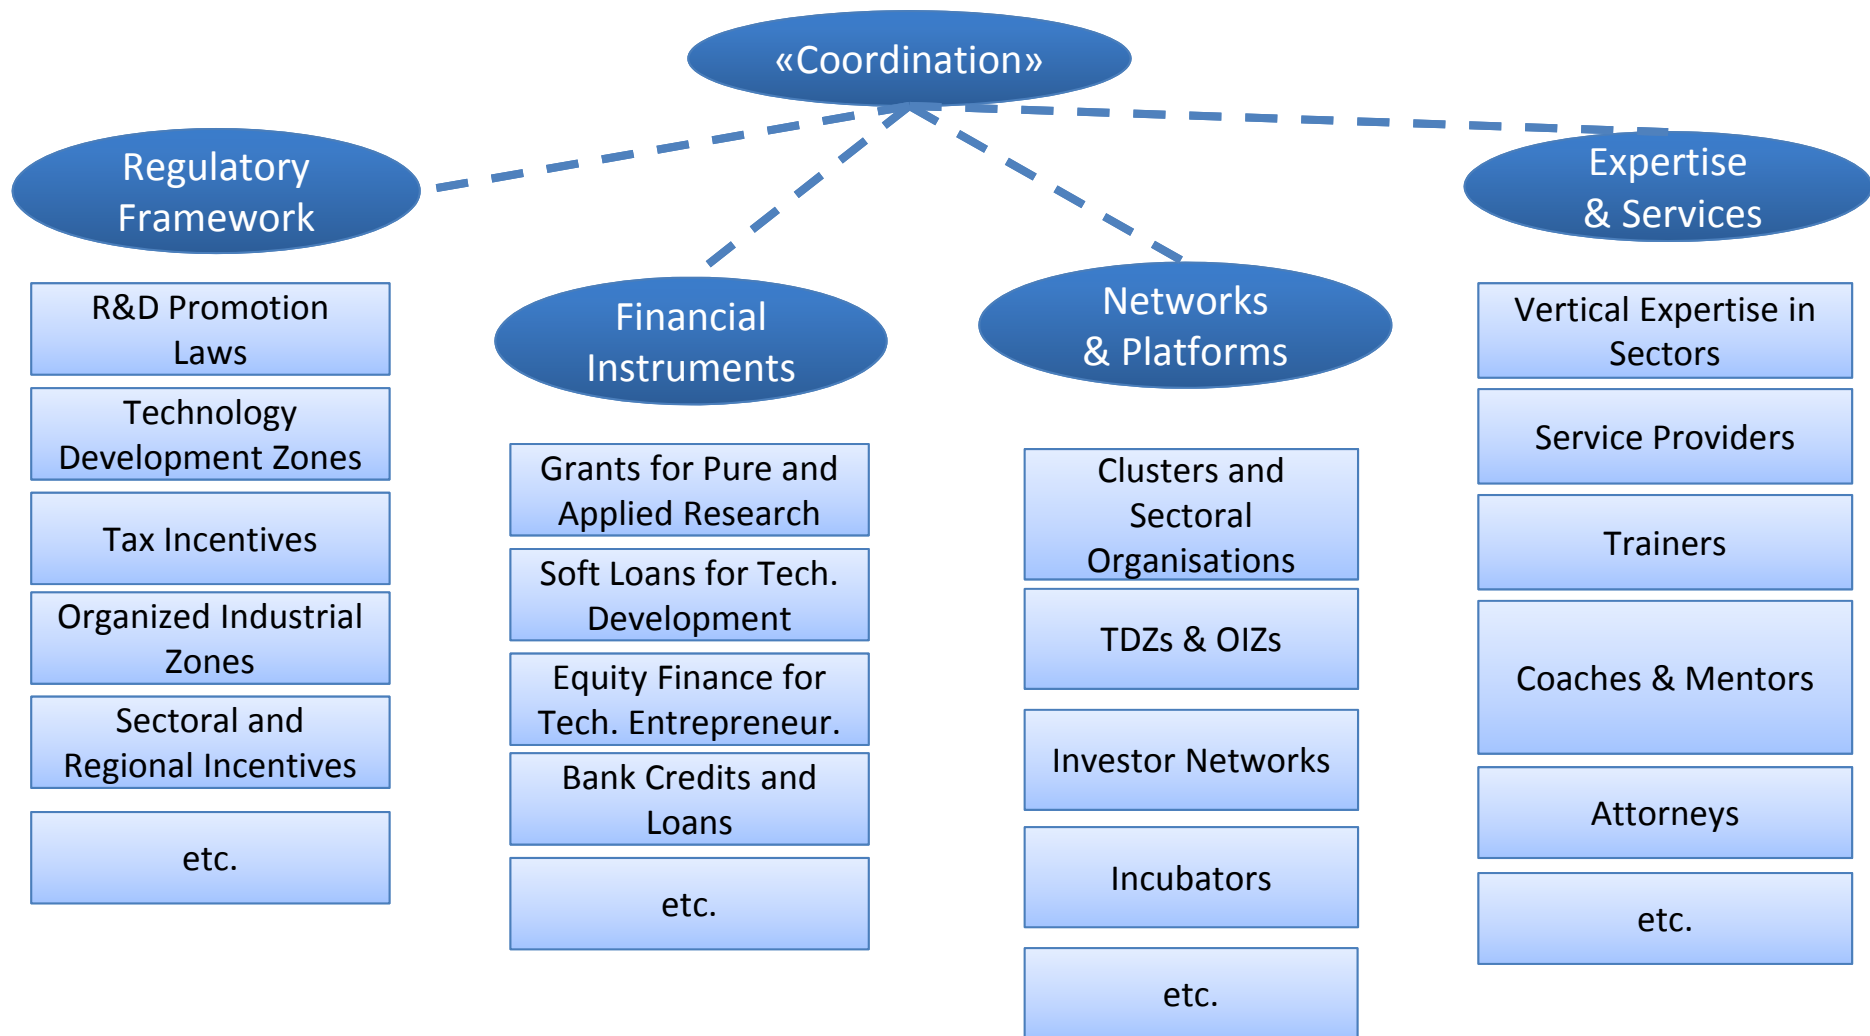 «Coordination»
Regulatory
Framework
R&D Promotion
Laws
Technology
Development Zones
Tax Incentives
Organized Industrial
Zones
Sectoral and
Regional Incentives
etc.
Financial
Instruments
Grants for Pure and
Applied Research
Soft Loans for Tech.
Development
Equity Finance for
Tech. Entrepreneur.
Bank Credits and
Loans
etc.
Networks
& Platforms
Clusters and
Sectoral
Organisations
TDZs & OIZs
Investor Networks
Incubators
etc.
Expertise
& Services
Vertical Expertise in
Sectors
Service Providers
Trainers
Coaches & Mentors
Attorneys
etc.